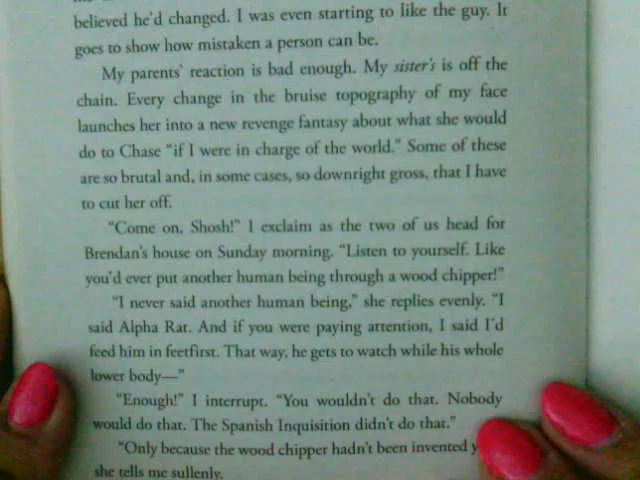 believed he'd changed. I was even starting to like the guy. It
goes to show how mistaken a person can be.
My parents' reaction is bad enough. My sister's is off the
chain. Every change in the bruise topography of my face
launches her into a new revenge fantasy about what she would
do to Chase "if I were in charge of the world." Some of these
are so brutal and, in some cases, so downright gross, that I have
to cut her off.
"Come on, Shosh!" I exclaim as the two of us head for
Brendan's house on Sunday morning. "Listen to yourself. Like
you'd ever put another human being through a wood chipper!"
"I never said another human being," she replies evenly. "I
said Alpha Rat. And if you were paying attention, I said I'd
feed him in feetfirst. That way, he gets to watch while his whole
lower body—"
"Enough!" I interrupt. "You wouldn't do that. Nobody
would do that. The Spanish Inquisition didn't do that."
"Only because the wood chipper hadn't been invented
she tells me sullenly.